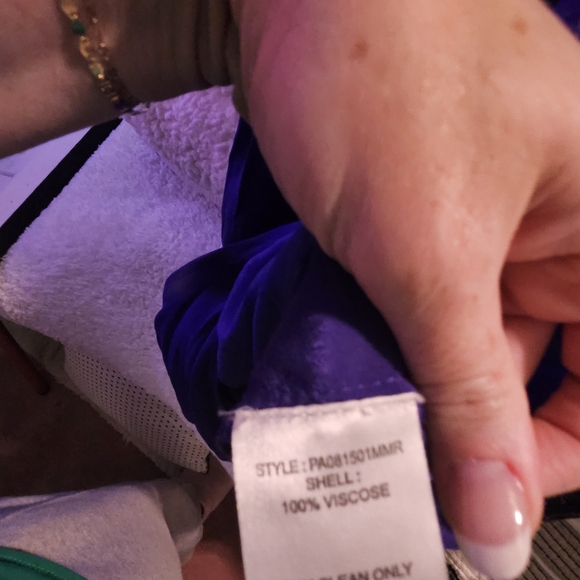 STYLE: PA081501MMR
SHELL:
100% VISCOSE
CLEAN ONLY